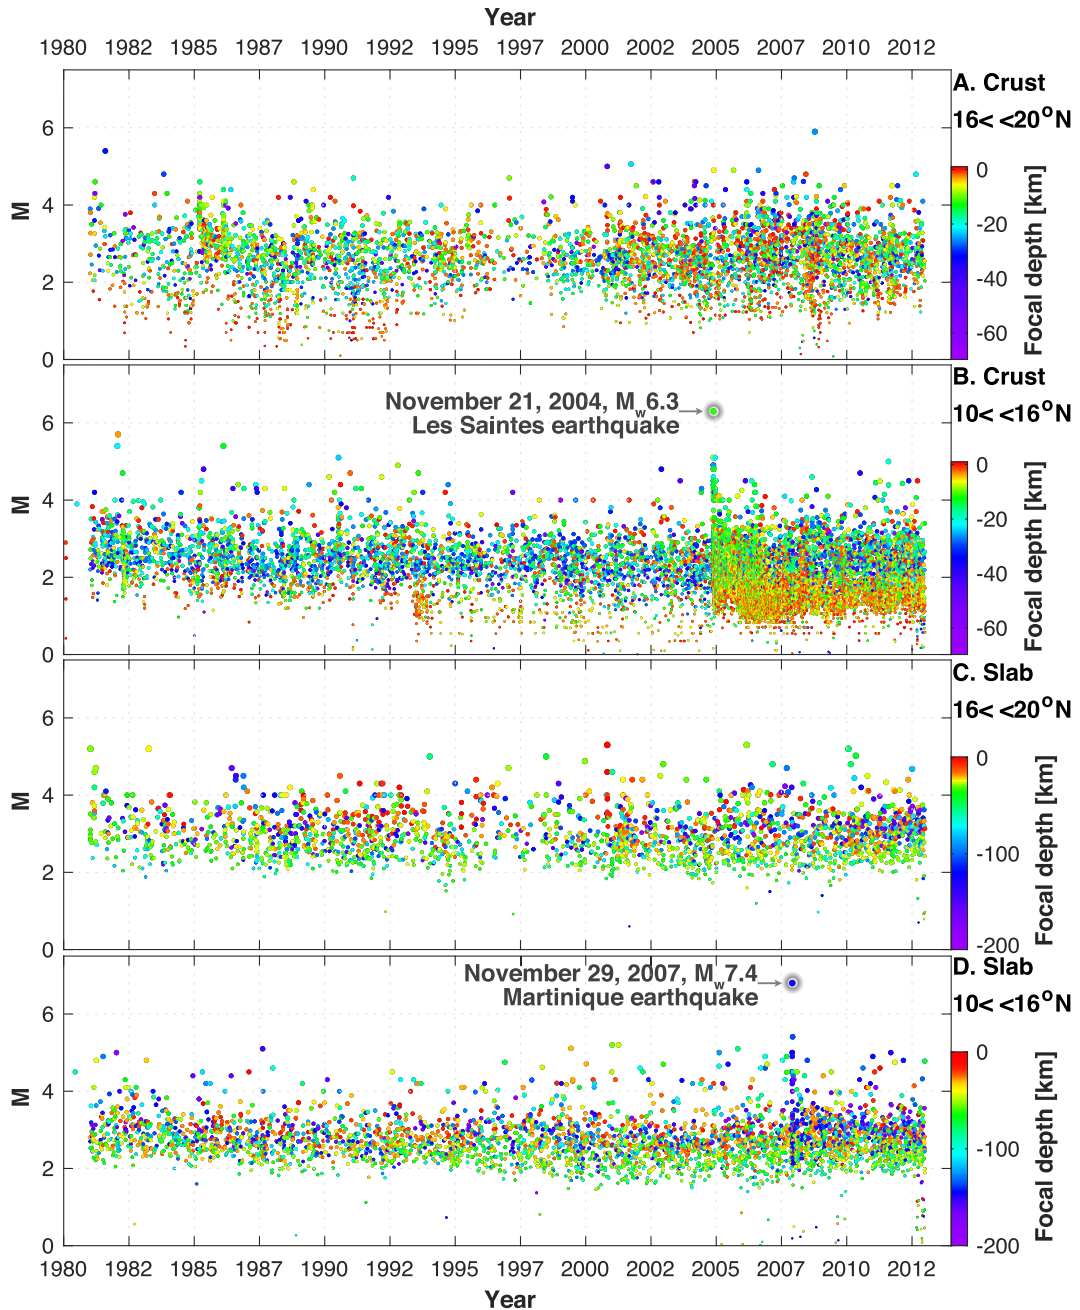 Year
1980 1982 1985 1987 1990 1992 1995 1997 2000 2002 2005 2007 2010 2012
A. Crust
16< <20°N
6
4
2
0
M
0
-20
-40
-60
Focal depth [km]
B. Crust
10< <16°N
November 21, 2004, Mw6.3
Les Saintes earthquake
6
4
2
0
M
0
-20
-40
-60
Focal depth [km]
C. Slab
16< <20°N
6
4
2
0
M
0
-100
-200
Focal depth [km]
D. Slab
10< <16°N
November 29, 2007, Mw7.4
Martinique earthquake
6
4
2
0
M
0
-100
-200
Focal depth [km]
1980 1982 1985 1987 1990 1992 1995 1997 2000 2002 2005 2007 2010 2012
Year